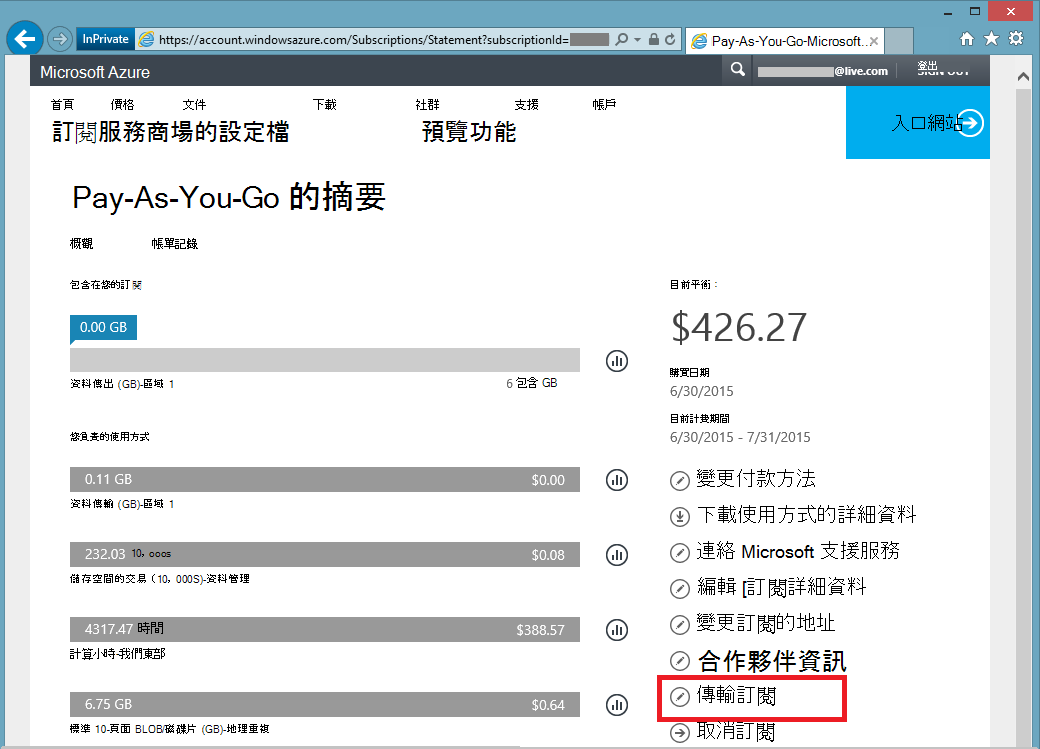 InPrivate https://account.windowsazure.com/Subscriptions/Statement?subscriptionId= Pay-As-You-Go-Microsoft...
Microsoft Azure @live.com 登出
首頁 價格 文件 下載 社群 支援 帳戶
訂閱服務商場的設定檔 預覽功能 入口網站
Pay-As-You-Go 的摘要
概觀 帳單記錄
包含在您的訂閱
0.00 GB
資料傳出 (GB)-區域 1 6 包含 GB
您負責的使用方式
0.11 GB $0.00
資料傳輸 (GB)-區域 1
232.03 10，000s $0.08
儲存空間的交易（10，000S)-資料管理
4317.47 時間 $388.57
計算小時-我們東部
6.75 GB $0.64
標準 10-頁面 BLOB/磁碟片 (GB)-地理重複
目前平衡：
$426.27
購買日期
6/30/2015
目前計費期間
6/30/2015 - 7/31/2015
變更付款方法
下載使用方式的詳細資料
連絡 Microsoft 支援服務
編輯 [訂閱詳細資料
變更訂閱的地址
合作夥伴資訊
傳輸訂閱
取消訂閱